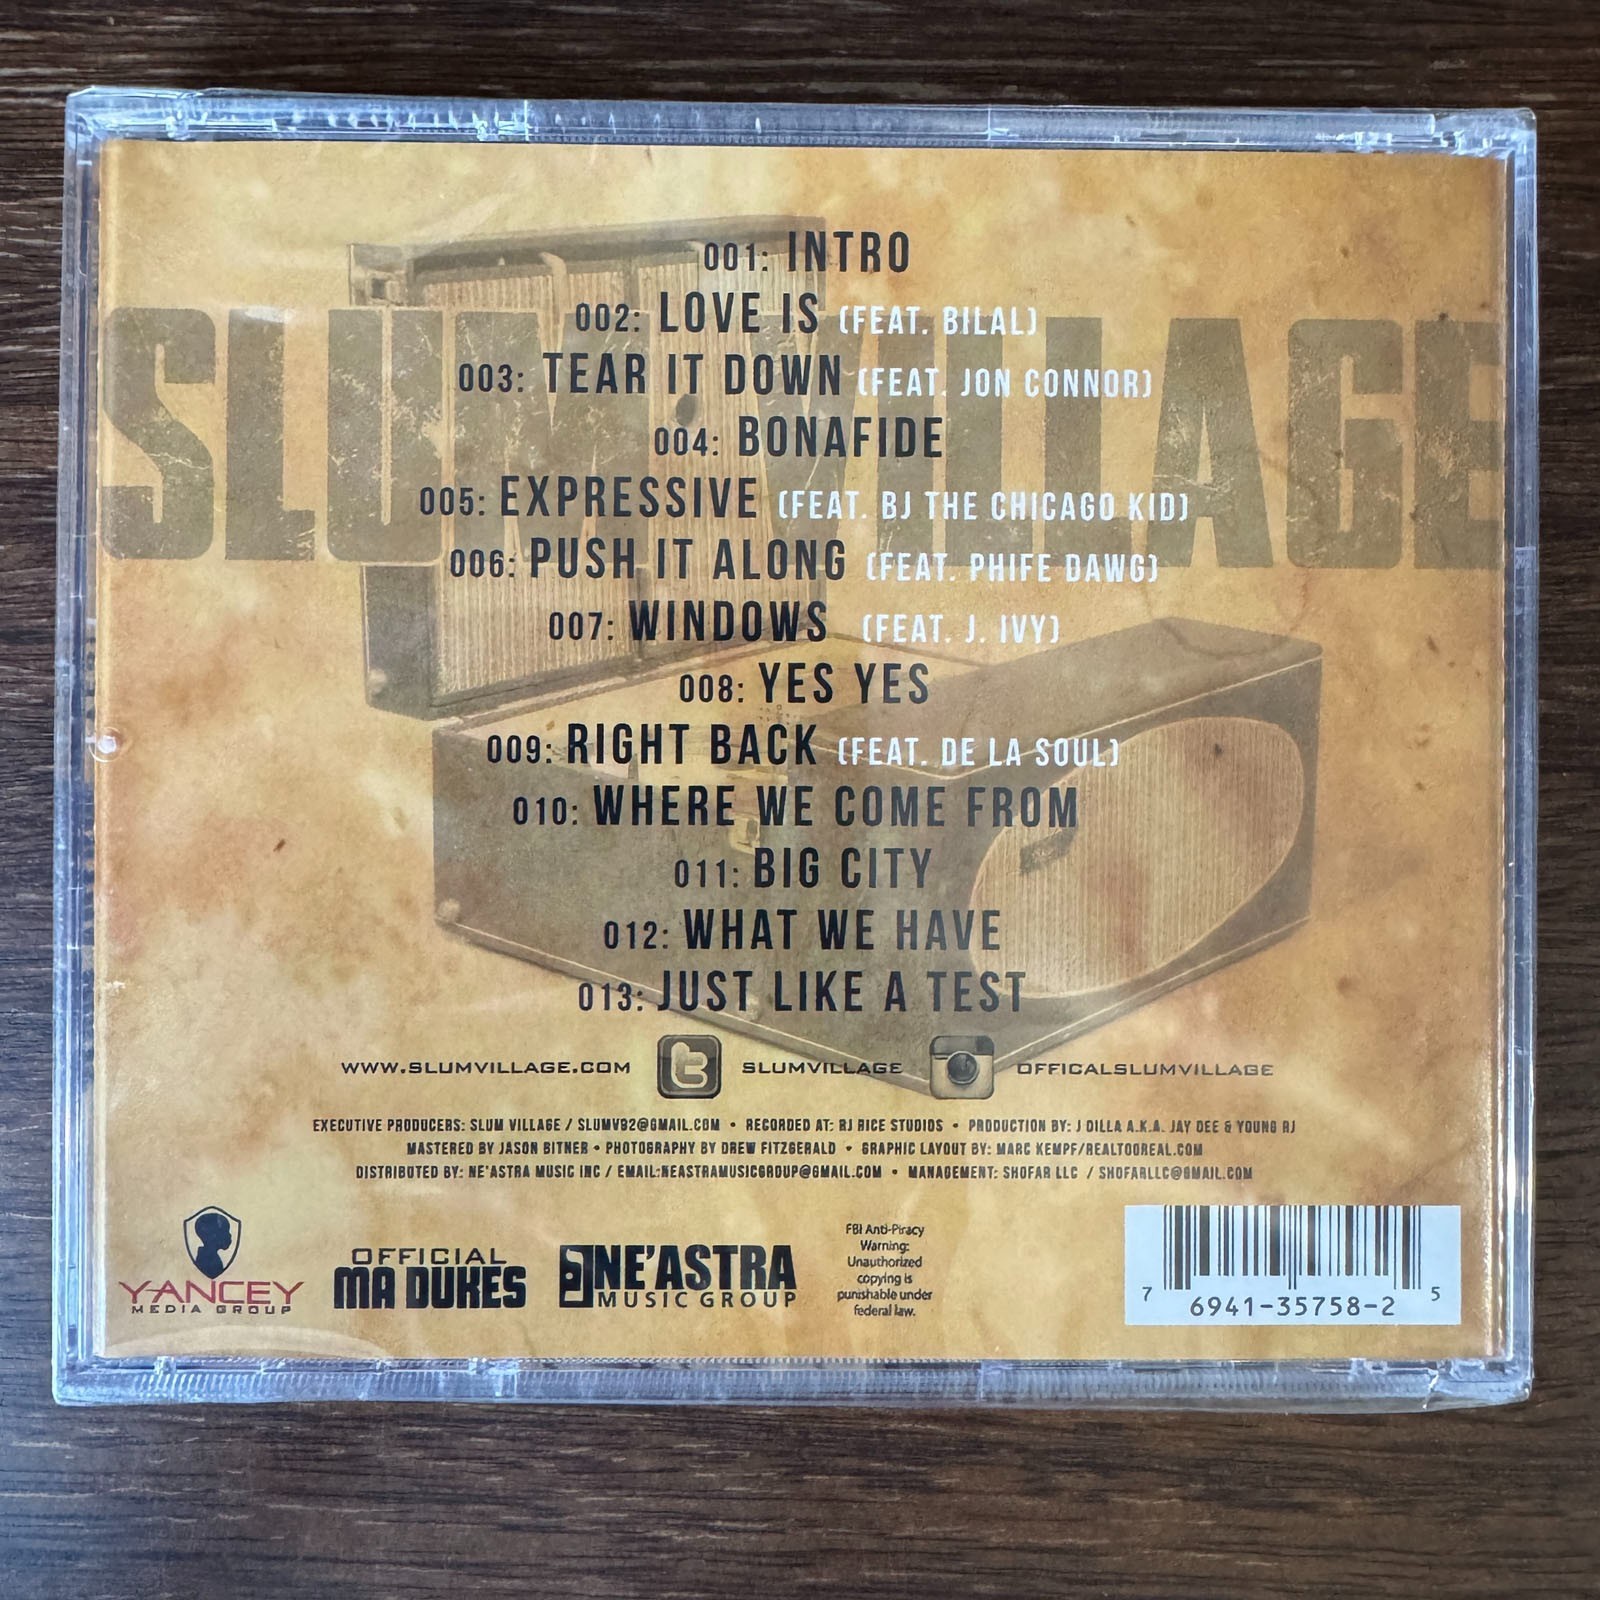 SLUM VILLAGE
001: INTRO
002: LOVE IS (FEAT. BILAL)
003: TEAR IT DOWN (FEAT. JON CONNOR)
004: BONAFIDE
005: EXPRESSIVE (FEAT. BJ THE CHICAGO KID)
006: PUSH IT ALONG (FEAT. PHIFE DAWG)
007: WINDOWS (FEAT. J. IVY)
008: YES YES
009: RIGHT BACK (FEAT. DE LA SOUL)
010: WHERE WE COME FROM
011: BIG CITY
012: WHAT WE HAVE
013: JUST LIKE A TEST
WWW.SLUMVILLAGE.COM t SLUMVILLAGE OFFICALSLUMVILLAGE
EXECUTIVE PRODUCERS: SLUM VILLAGE / SLUMV82@GMAIL.COM • RECORDED AT: RJ RICE STUDIOS • PRODUCTION BY: J DILLA A.K.A. JAY DEE & YOUNG RJ
MASTERED BY JASON BITNER • PHOTOGRAPHY BY DREW FITZGERALD • GRAPHIC LAYOUT BY: MARC KEMPF/REALTOOREAL.COM
DISTRIBUTED BY: NE'ASTRA MUSIC INC / EMAIL:NEASTRAMUSICGROUP@GMAIL.COM • MANAGEMENT: SHOFAR LLC / SHOFARLLC@GMAIL.COM
YANCEY
MEDIA GROUP
OFFICIAL
MA DUKES
NE'ASTRA
MUSIC GROUP
FBI Anti-Piracy
Warning:
Unauthorized
copying is
punishable under
federal law.
7 6941-35758-2 5